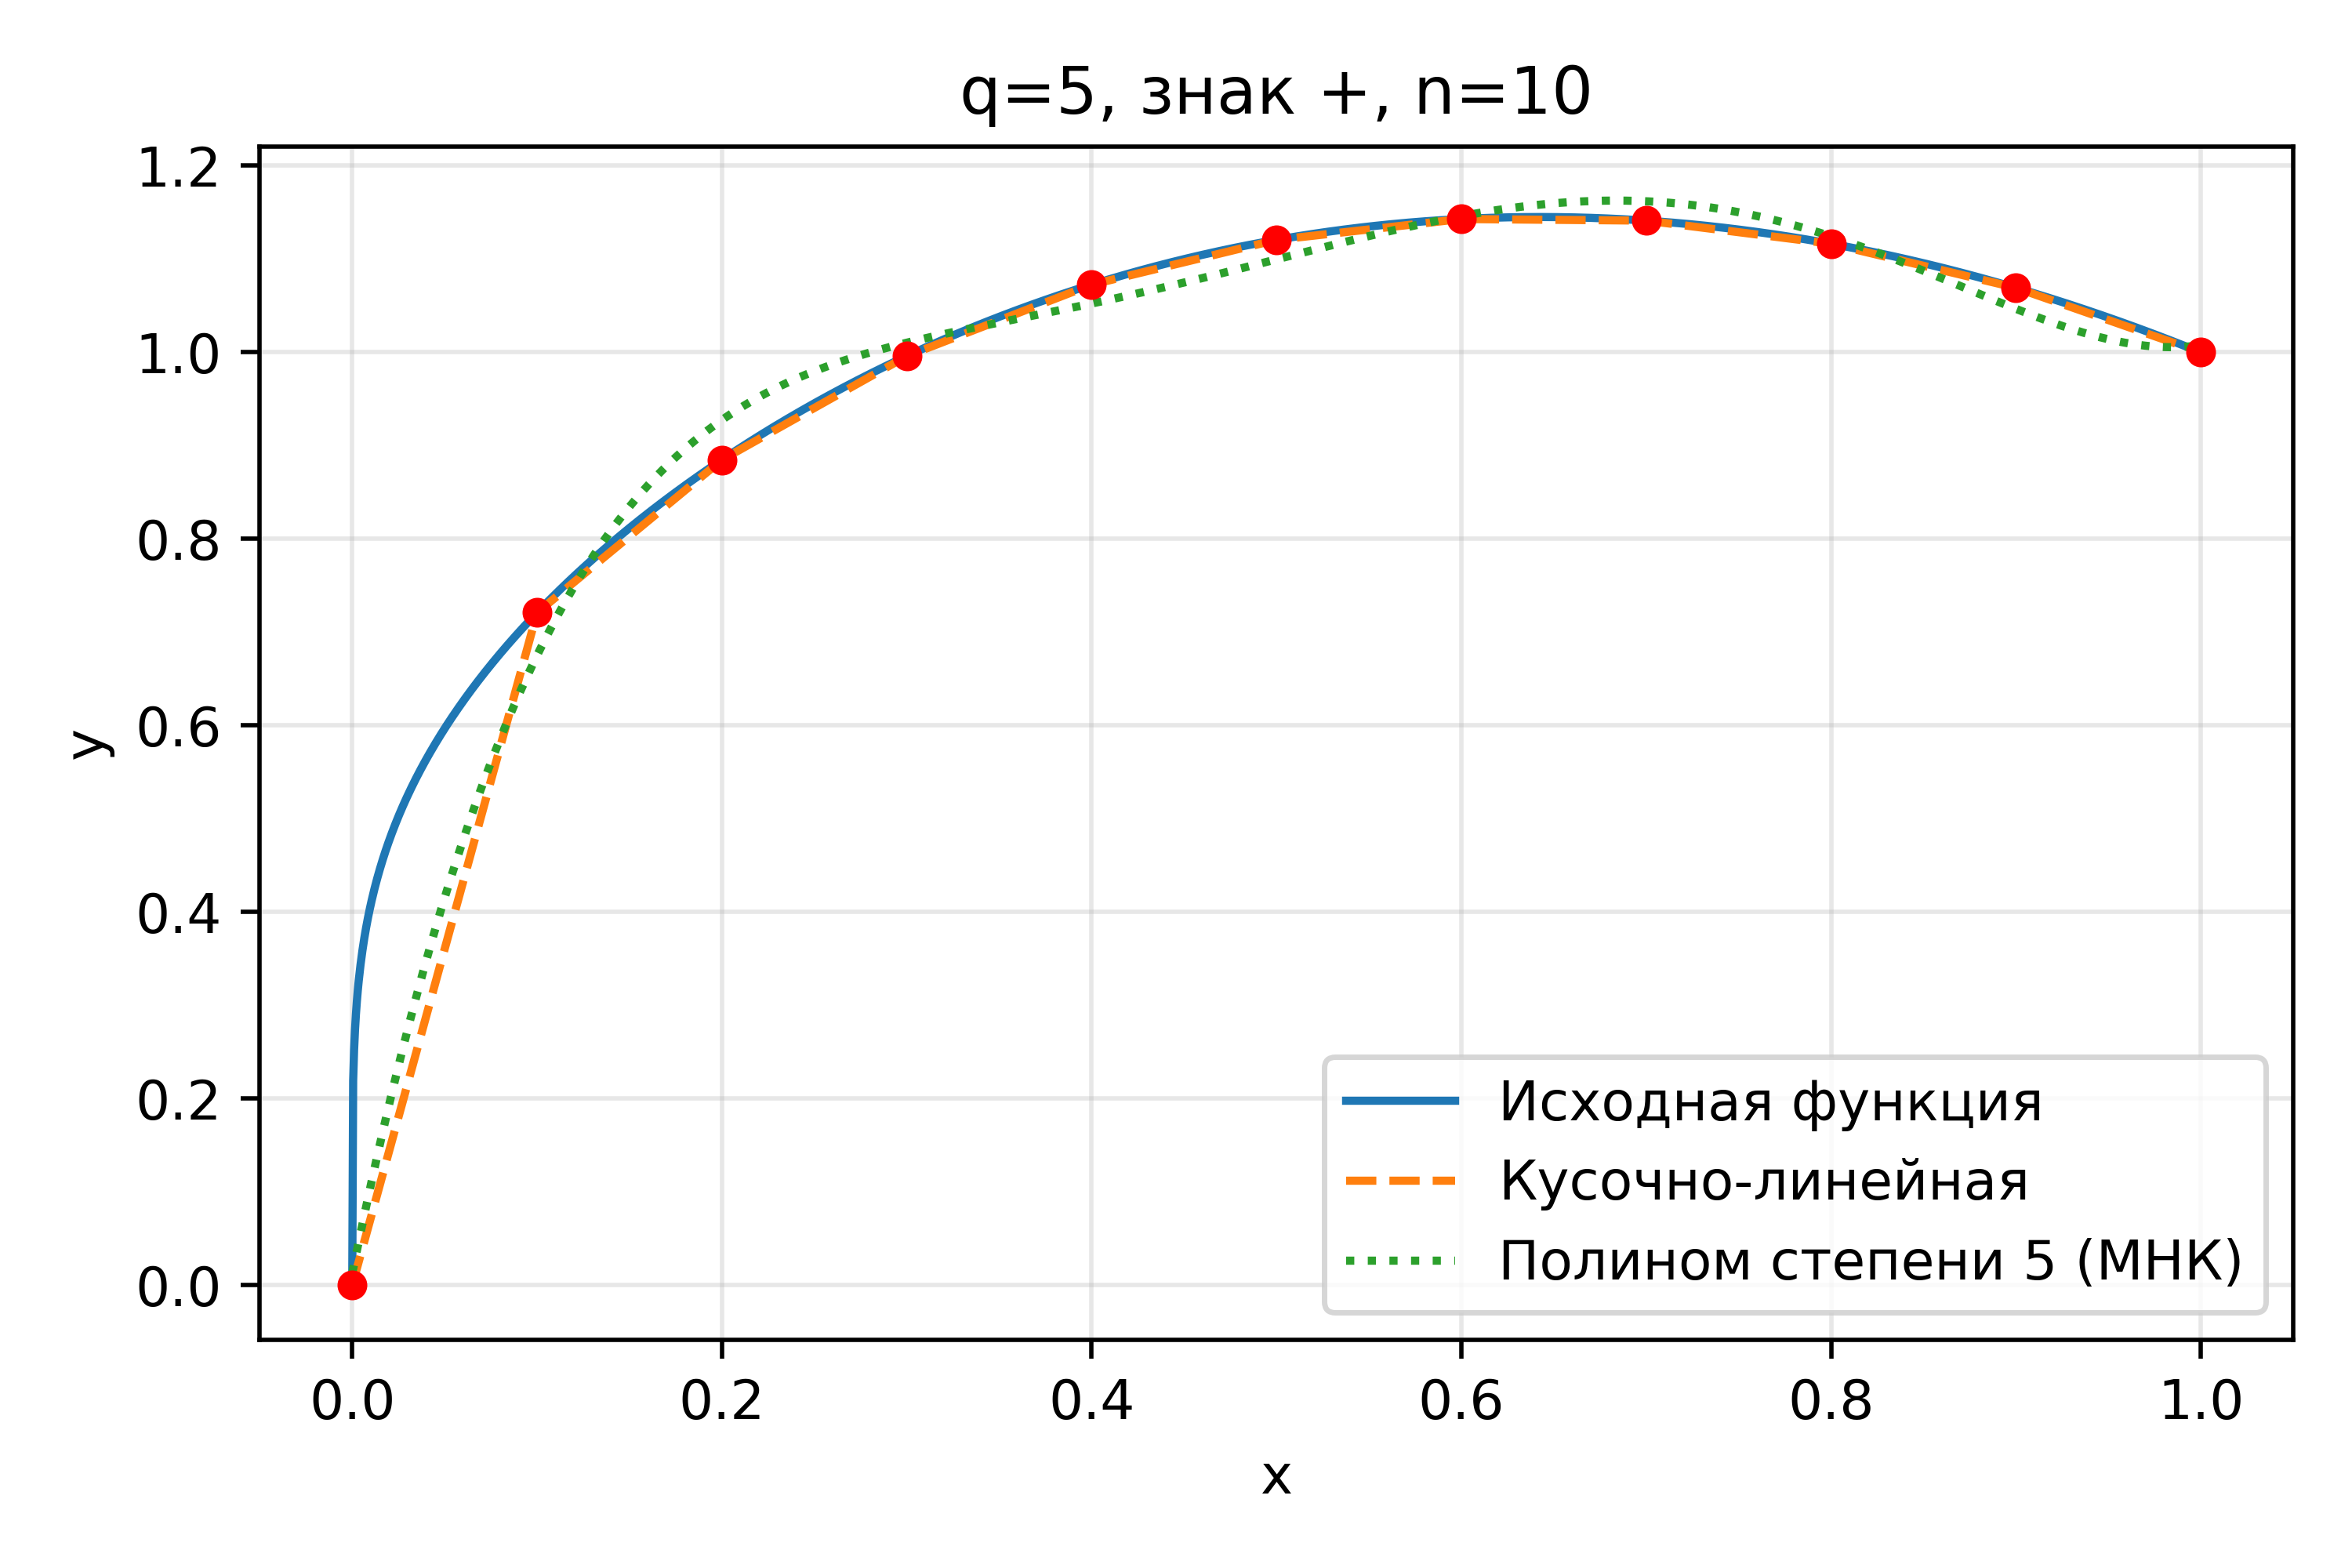 q=5, знак +, n=10
1.2
1.0
0.8
0.6
0.4
0.2
0.0
y
0.0 0.2 0.4 0.6 0.8 1.0
x
Исходная функция
Кусочно-линейная
Полином степени 5 (МНК)